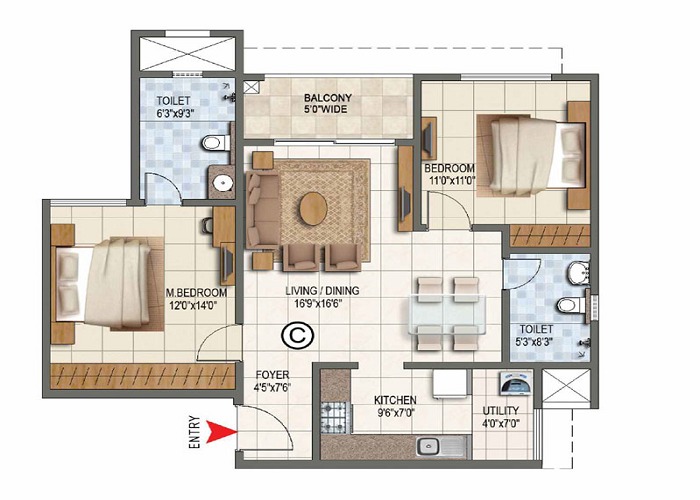 TOILET
6'3"x9'3"
BALCONY
5'0"WIDE
BEDROOM
11'0"x11'0"
M.BEDROOM
12'0"x14'0"
LIVING / DINING
16'9"x16'6"
C
TOILET
5'3"x8'3"
FOYER
4'5"x7'6"
KITCHEN
9'6"x7'0"
UTILITY
4'0"x7'0"
ENTRY